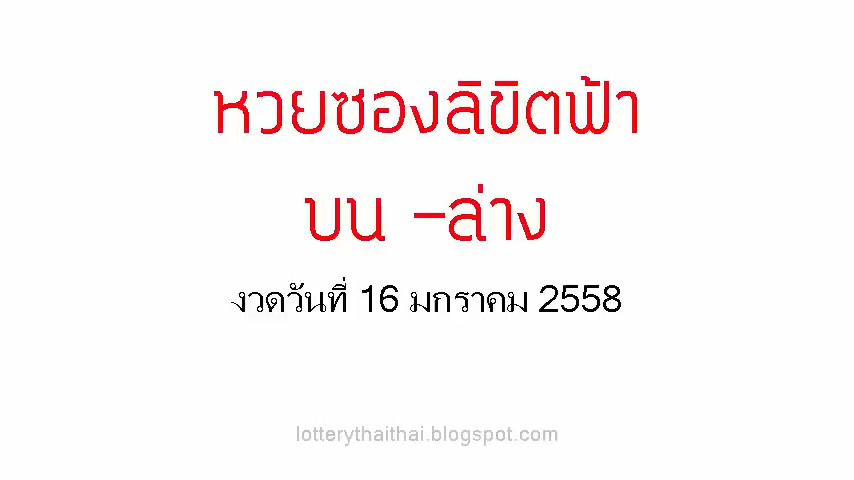 หวยซองลิขิตฟ้า
บน -ล่าง
งวดวันที่ 16 มกราคม 2558
lotterythaithai.blogspot.com